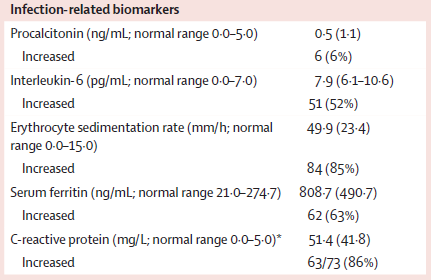 Infection-related biomarkers
Procalcitonin (ng/mL; normal range 0·0–5·0) 0·5 (1·1)
Increased 6 (6%)
Interleukin-6 (pg/mL; normal range 0·0–7·0) 7·9 (6·1–10·6)
Increased 51 (52%)
Erythrocyte sedimentation rate (mm/h; normal 49·9 (23·4)
range 0·0–15·0)
Increased 84 (85%)
Serum ferritin (ng/mL; normal range 21·0–274·7) 808·7 (490·7)
Increased 62 (63%)
C-reactive protein (mg/L; normal range 0·0–5·0)* 51·4 (41·8)
Increased 63/73 (86%)